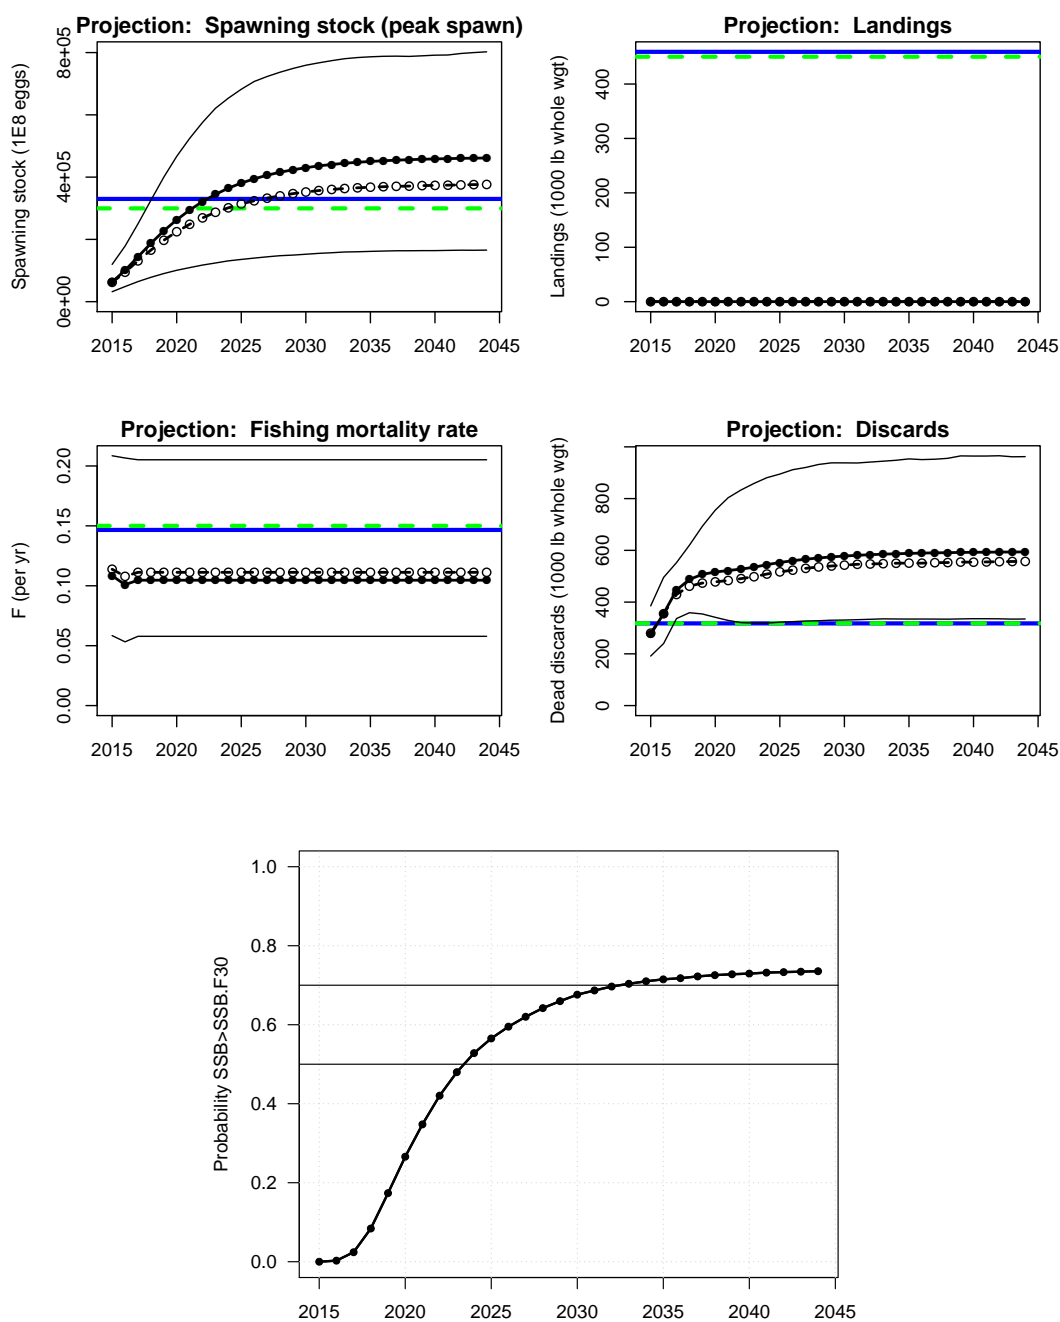 Projection: Spawning stock (peak spawn)
Spawning stock (1E8 eggs)
0e+00
4e+05
8e+05
2015 2020 2025 2030 2035 2040 2045
Projection: Landings
Landings (1000 lb whole wgt)
0
100
200
300
400
2015 2020 2025 2030 2035 2040 2045
Projection: Fishing mortality rate
F (per yr)
0.00
0.05
0.10
0.15
0.20
2015 2020 2025 2030 2035 2040 2045
Projection: Discards
Dead discards (1000 lb whole wgt)
0
200
400
600
800
2015 2020 2025 2030 2035 2040 2045
Probability SSB>SSB.F30
1.0
0.8
0.6
0.4
0.2
0.0
2015 2020 2025 2030 2035 2040 2045